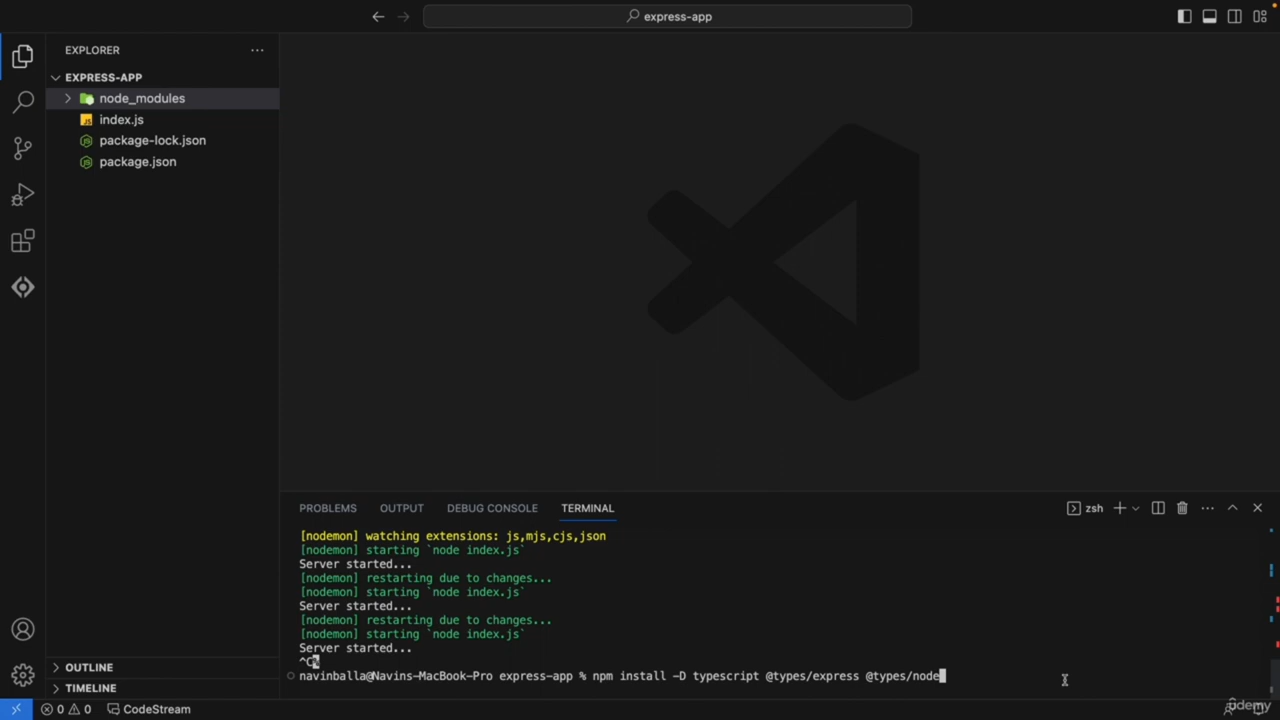 express-app
EXPLORER
EXPRESS-APP
node_modules
index.js
package-lock.json
package.json
PROBLEMS OUTPUT DEBUG CONSOLE TERMINAL
zsh
[nodemon] watching extensions: js,mjs,cjs,json
[nodemon] starting `node index.js`
Server started...
[nodemon] restarting due to changes...
[nodemon] starting `node index.js`
Server started...
[nodemon] restarting due to changes...
[nodemon] starting `node index.js`
Server started...
^C%
navinballa@Navins-MacBook-Pro express-app % npm install -D typescript @types/express @types/node
OUTLINE
TIMELINE
0 0 CodeStream
udemy